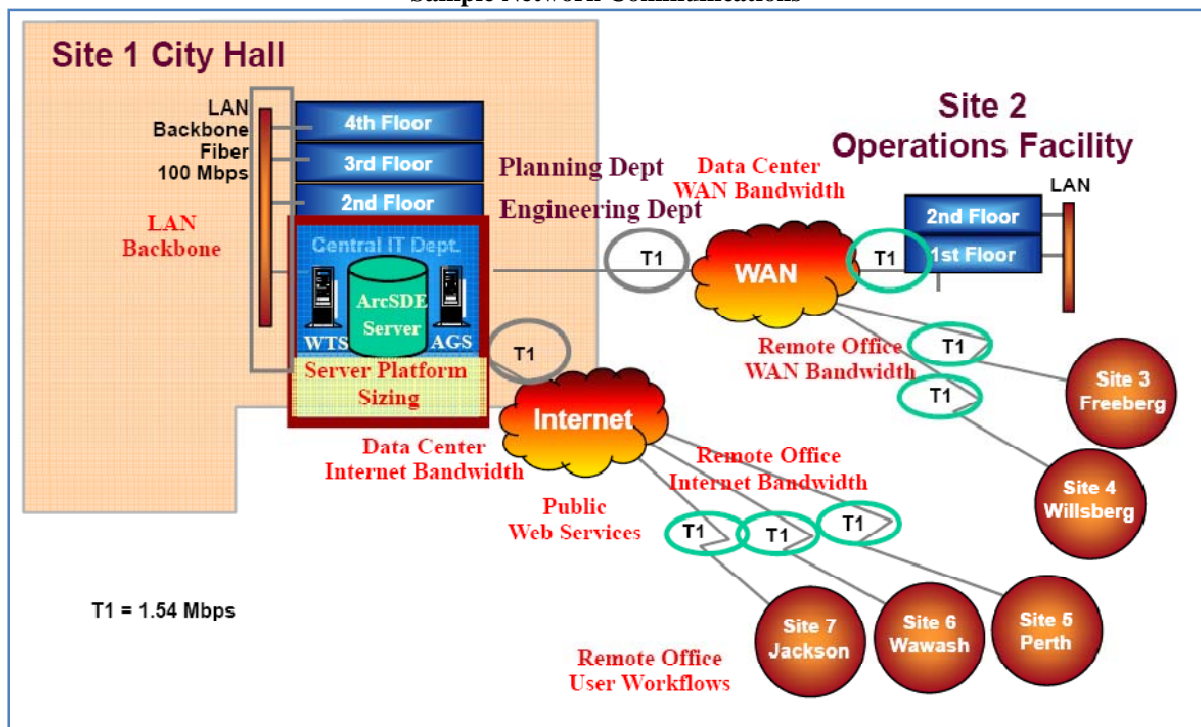 Sample Network Communications
Site 1 City Hall
LAN
Backbone
Fiber
100 Mbps
LAN
Backbone
4th Floor
3rd Floor
2nd Floor
Planning Dept
Engineering Dept
Central IT Dept.
ArcSDE
Server
WTS
AGS
Server Platform
Sizing
T1
Data Center
WAN Bandwidth
T1
WAN
T1
Site 2
Operations Facility
LAN
2nd Floor
1st Floor
Remote Office
WAN Bandwidth
T1
T1
Site 3
Freeberg
Site 4
Willsberg
Internet
Data Center
Internet Bandwidth
Remote Office
Internet Bandwidth
Public
Web Services
T1
T1
T1
Site 7
Jackson
Site 6
Wawash
Site 5
Perth
T1 = 1.54 Mbps
Remote Office
User Workflows